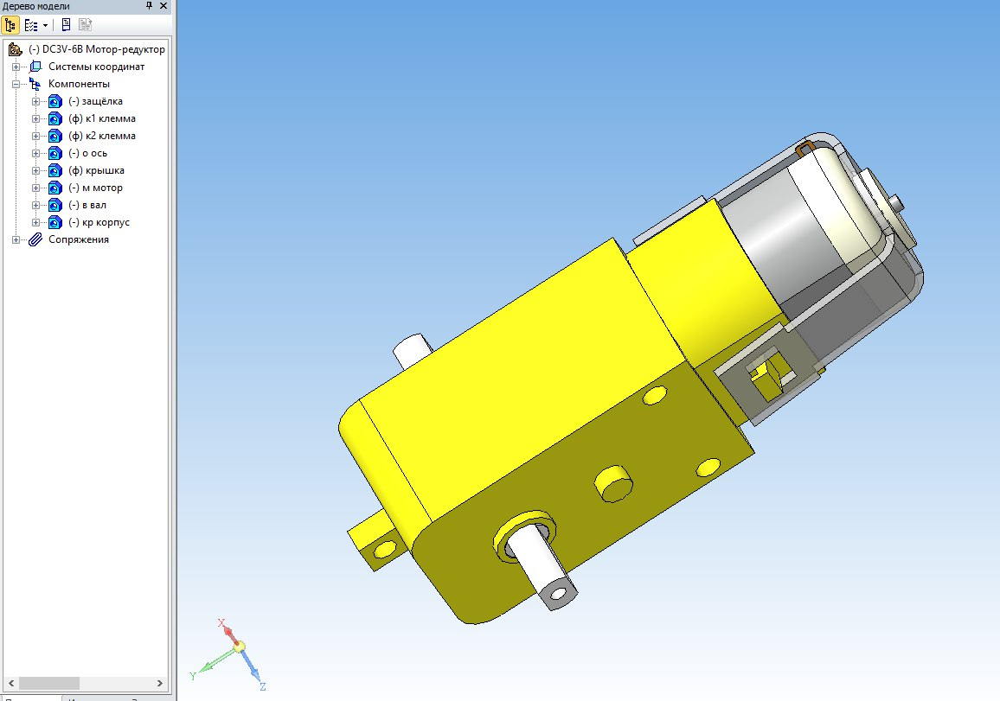 Дерево модели
(-) DC3V-6В Мотор-редуктор
Системы координат
Компоненты
(-) защёлка
(ф) к1 клемма
(ф) к2 клемма
(-) о ось
(ф) крышка
(-) м мотор
(-) в вал
(-) кр корпус
Сопряжения
X
Y
Z